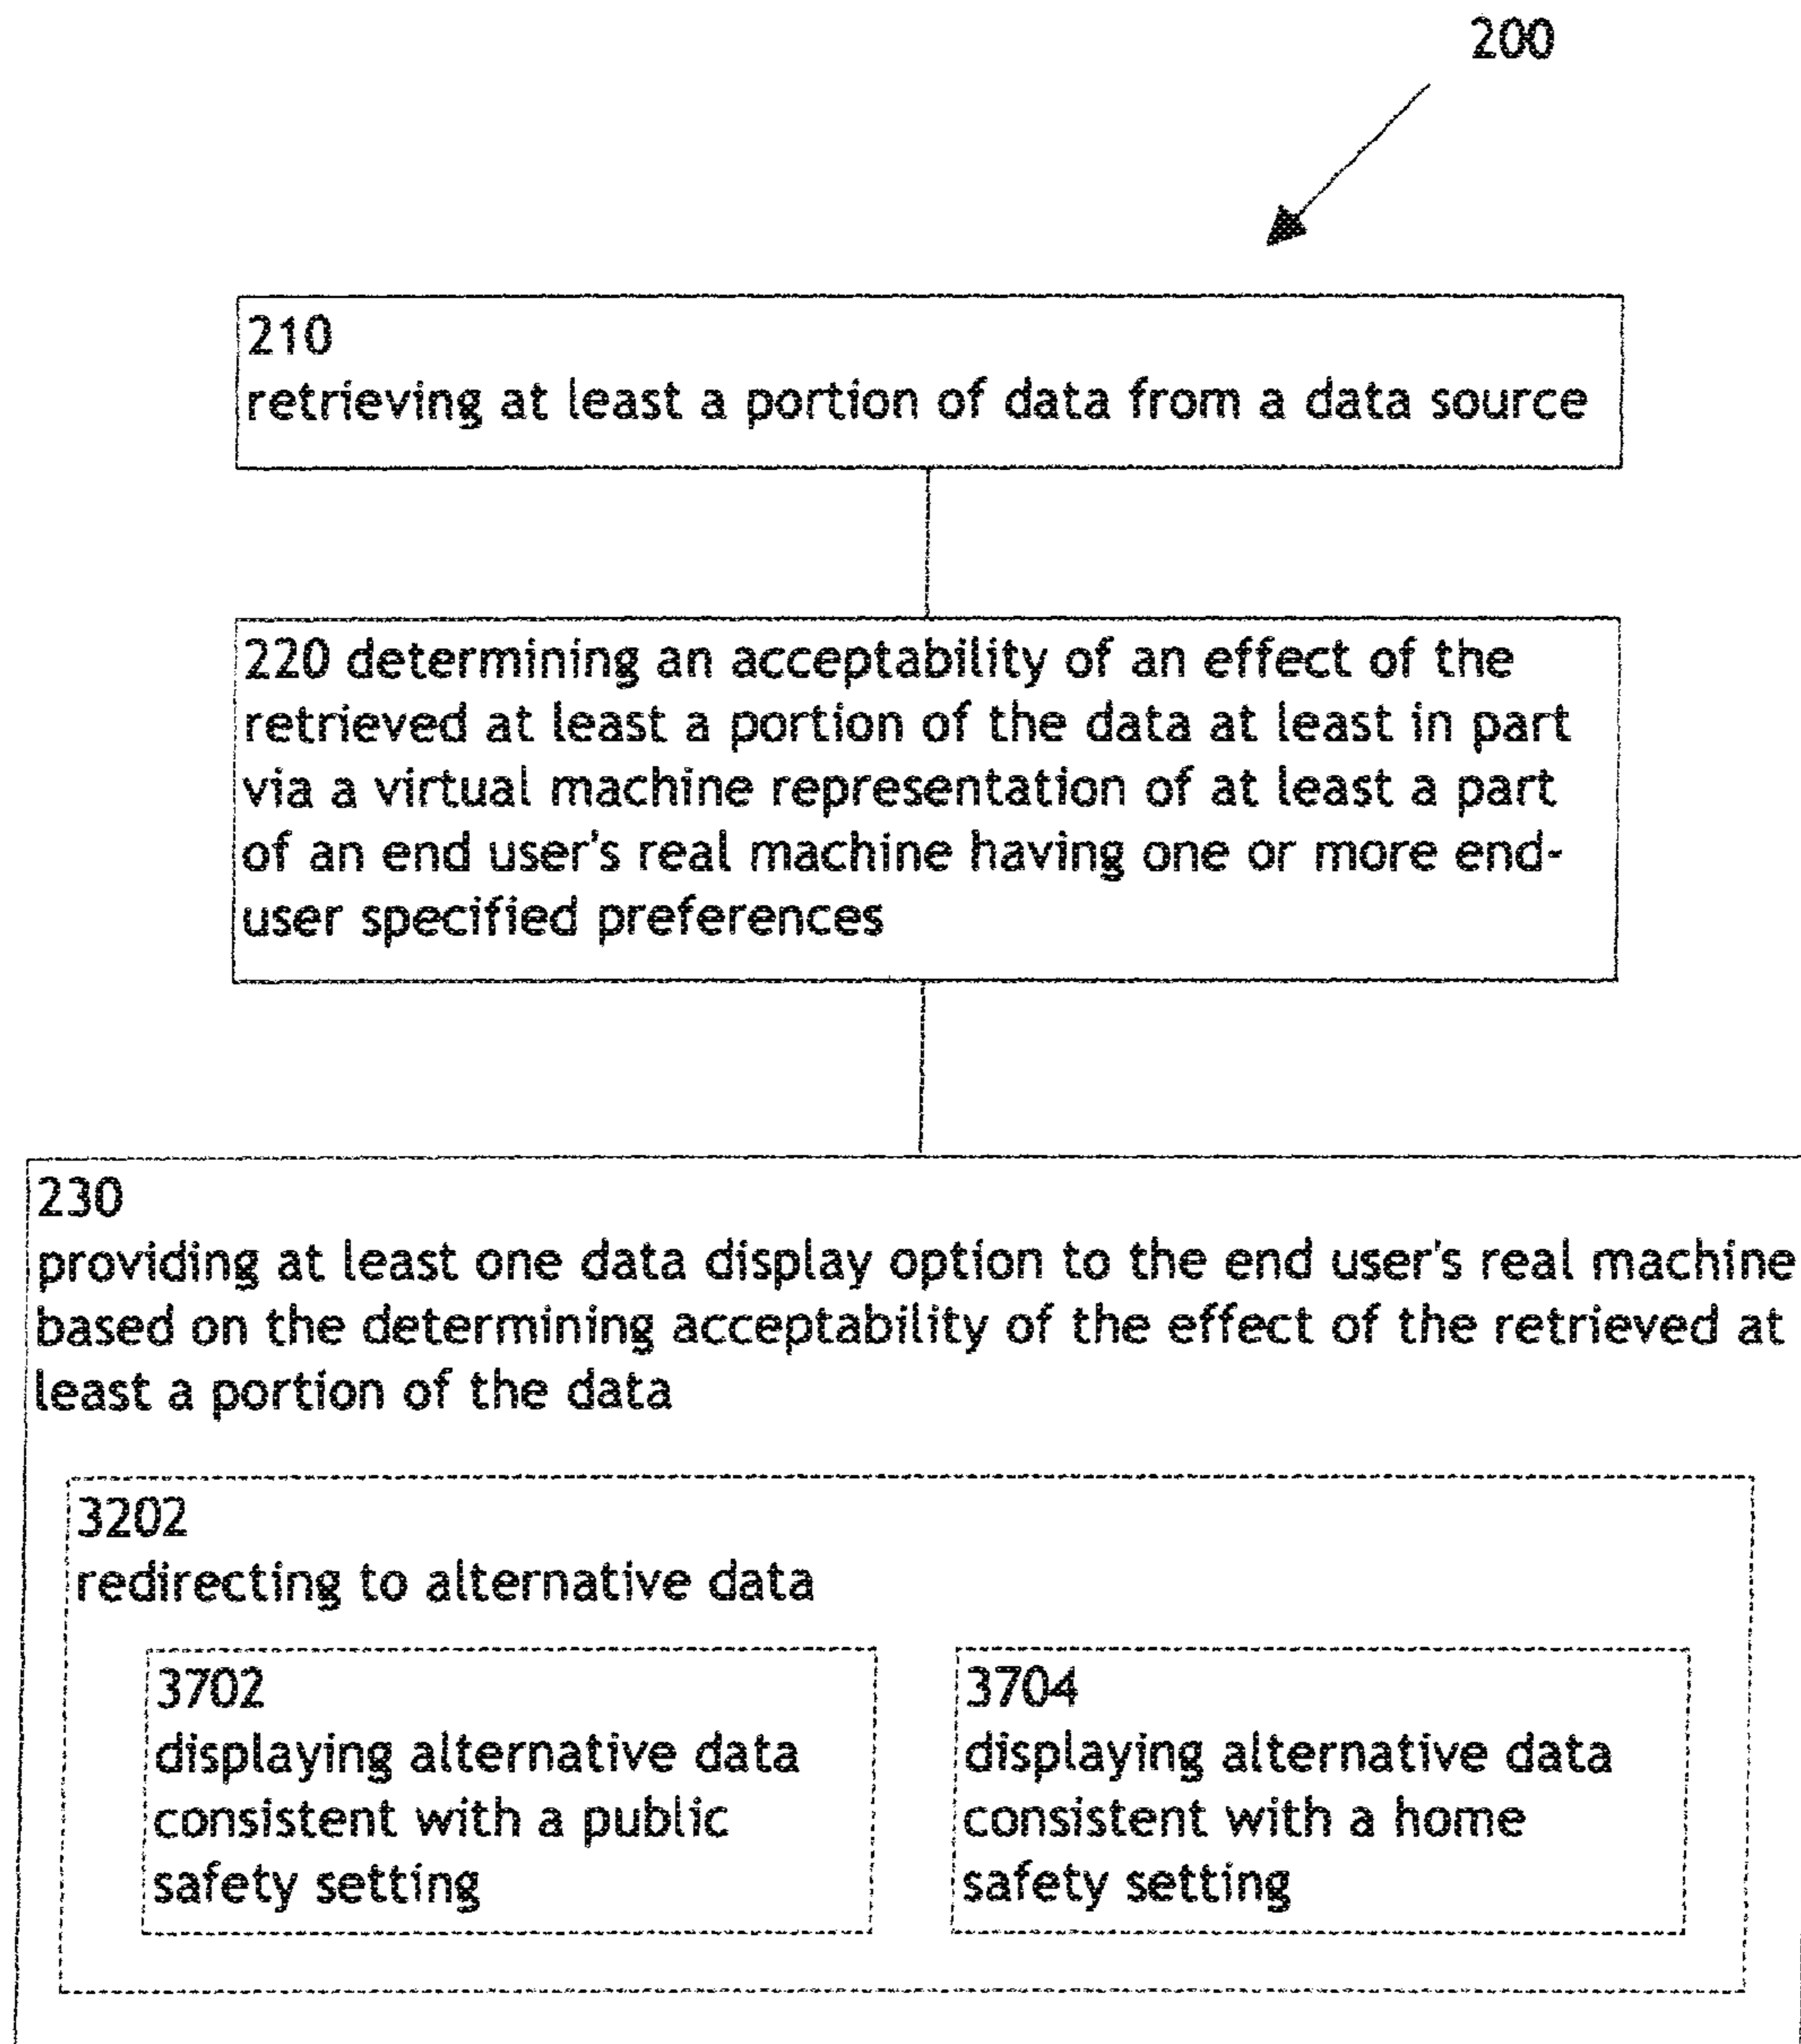 200
210
retrieving at least a portion of data from a data source
220 determining an acceptability of an effect of the
retrieved at least a portion of the data at least in part
via a virtual machine representation of at least a part
of an end user's real machine having one or more end-
user specified preferences
230
providing at least one data display option to the end user's real machine
based on the determining acceptability of the effect of the retrieved at
least a portion of the data
3202
redirecting to alternative data
3702
displaying alternative data
consistent with a public
safety setting
3704
displaying alternative data
consistent with a home
safety setting